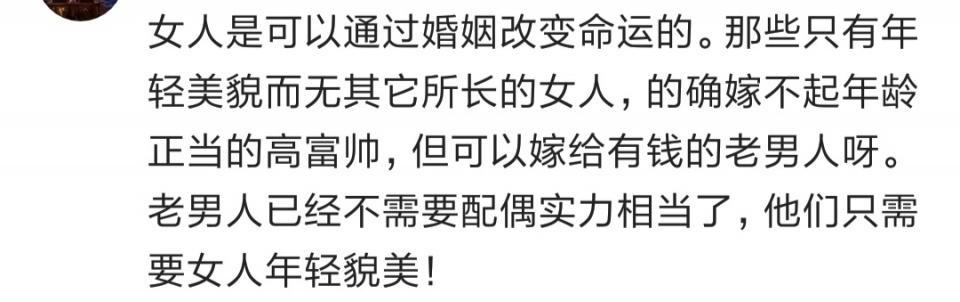 女人是可以通过婚姻改变命运的。那些只有年
轻美貌而无其它所长的女人，的确嫁不起年龄
正当的高富帅，但可以嫁给有钱的老男人呀。
老男人已经不需要配偶实力相当了，他们只需
要女人年轻貌美！